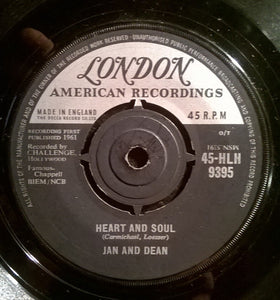 LONDON
AMERICAN RECORDINGS
MADE IN ENGLAND
45 R.P.M
O/T
RECORDING FIRST
PUBLISHED 1961
Recorded by
CHALLENGE,
HOLLYWOOD
Famous-
Chappell
BIEM/NCB
45-HLH
9395
HEART AND SOUL
(Carmichael, Loesser)
JAN AND DEAN